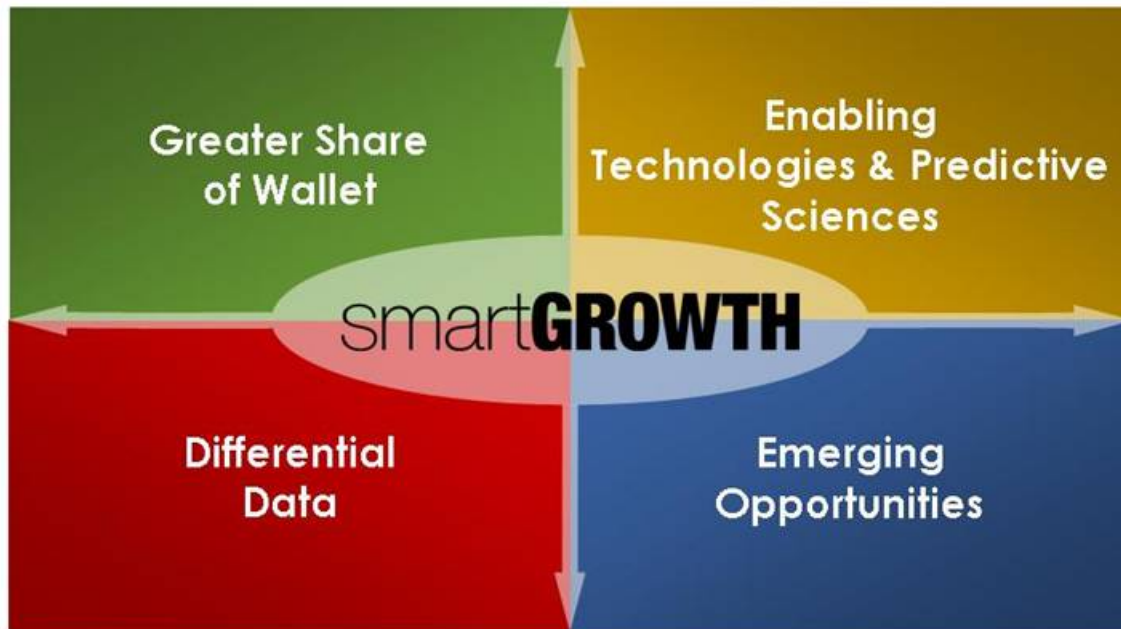 Greater Share
of Wallet
Enabling
Technologies & Predictive
Sciences
smartGROWTH
Differential
Data
Emerging
Opportunities